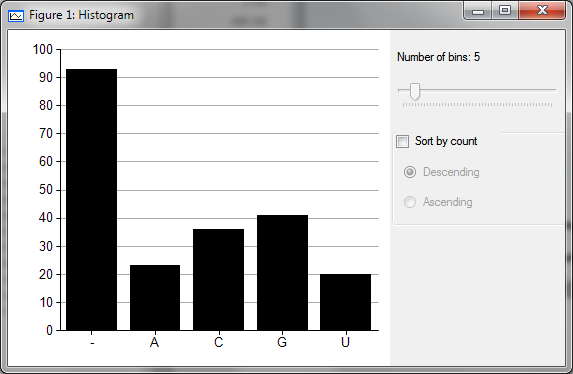 Figure 1: Histogram
100
90
80
70
60
50
40
30
20
10
0
- A C G U
Number of bins: 5
Sort by count
Descending
Ascending